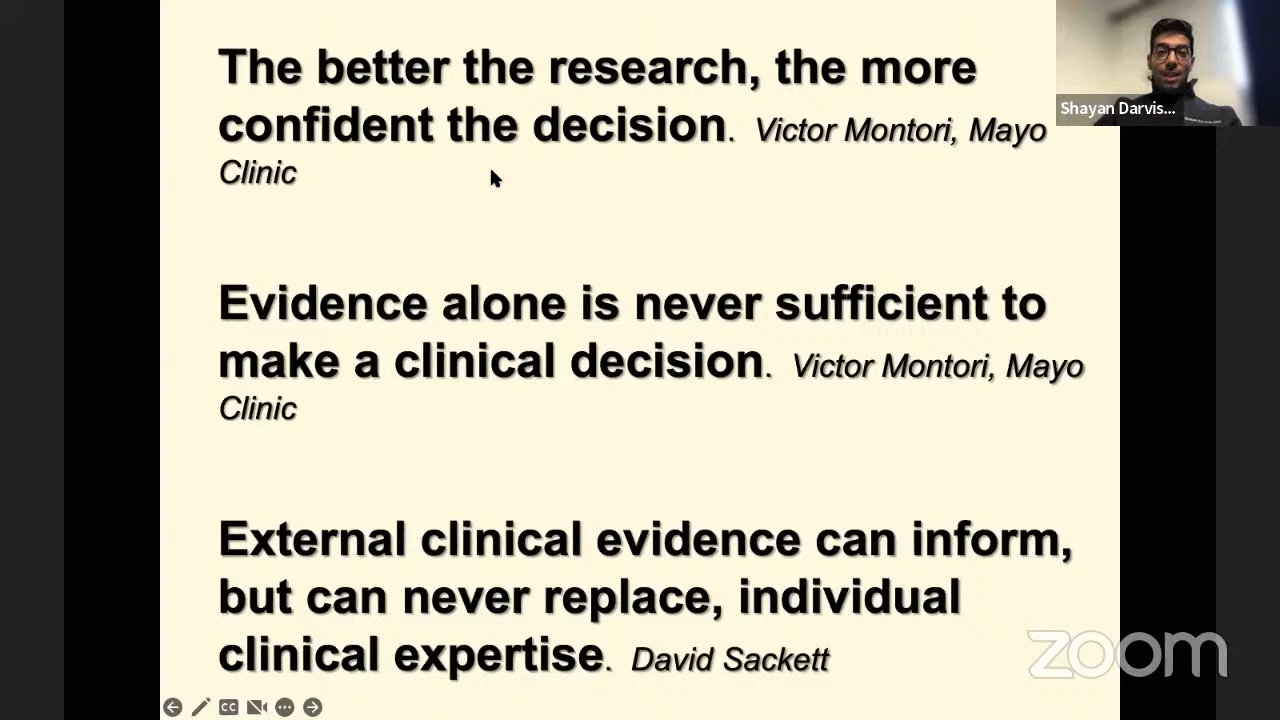 The better the research, the more
confident the decision. Victor Montori, Mayo
Clinic
Shayan Darvis...
Evidence alone is never sufficient to
make a clinical decision. Victor Montori, Mayo
Clinic
External clinical evidence can inform,
but can never replace, individual
clinical expertise. David Sackett
zoom
CC